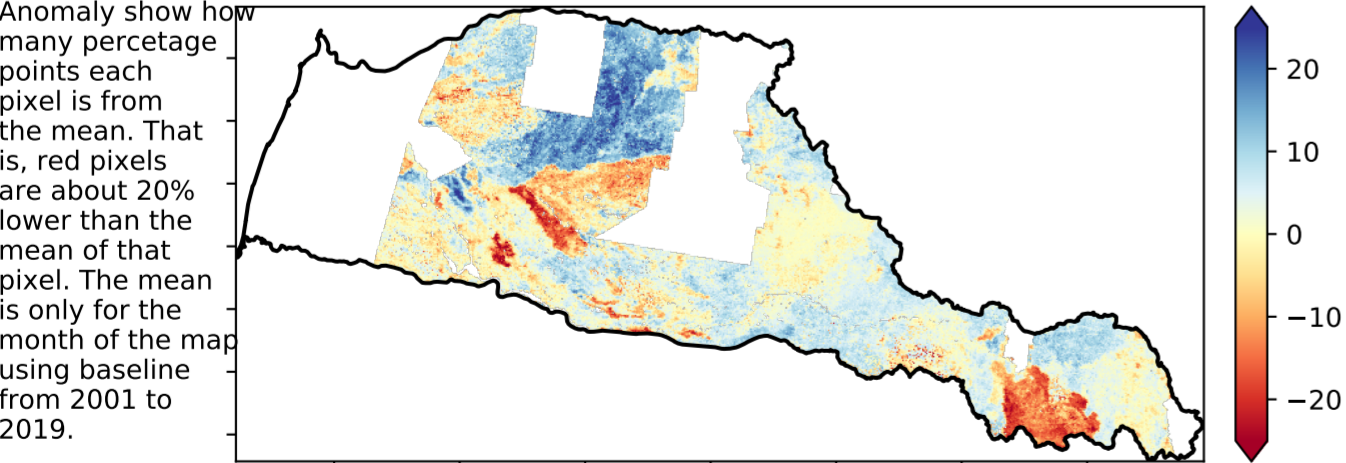 Anomaly show how
many percetage
points each
pixel is from
the mean. That
is, red pixels
are about 20%
lower than the
mean of that
pixel. The mean
is only for the
month of the map
using baseline
from 2001 to
2019.
20
10
0
−10
−20